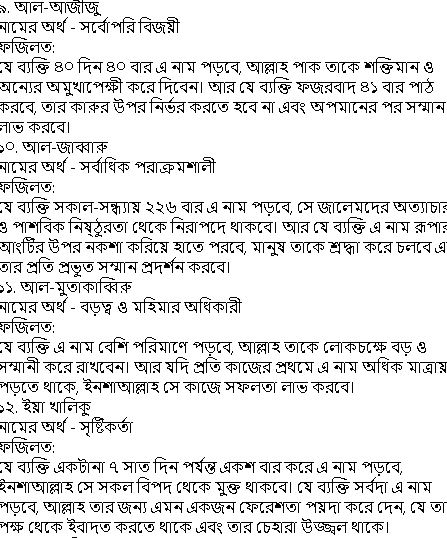 ৯. আল-আজীজু
নামের অর্থ - সর্বোপরি বিজয়ী
ফজিলত:
যে ব্যক্তি ৪০ দিন ৪০ বার এ নাম পড়বে, আল্লাহ পাক তাকে শক্তিমান ও
অন্যের অমুখাপেক্ষী করে দিবেন। আর যে ব্যক্তি ফজরবাদ ৪১ বার পাঠ
করবে, তার কারুর উপর নির্ভর করতে হবে না এবং অপমানের পর সম্মান
লাভ করবে।
১০. আল-জাব্বারু
নামের অর্থ - সর্বাধিক পরাক্রমশালী
ফজিলত:
যে ব্যক্তি সকাল-সন্ধ্যায় ২২৬ বার এ নাম পড়বে, সে জালেমদের অত্যাচার
ও পাশবিক নিষ্ঠুরতা থেকে নিরাপদে থাকবে। আর যে ব্যক্তি এ নাম রূপার
আংটির উপর নকশা করিয়ে হাতে পরবে, মানুষ তাকে শ্রদ্ধা করে চলবে এ
তার প্রতি প্রভূত সম্মান প্রদর্শন করবে।
১১. আল-মুতাকাব্বিরু
নামের অর্থ - বড়ত্ব ও মহিমার অধিকারী
ফজিলত:
যে ব্যক্তি এ নাম বেশি পরিমাণে পড়বে, আল্লাহ তাকে লোকচক্ষে বড় ও
সম্মানী করে রাখবেন। আর যদি প্রতি কাজের প্রথমে এ নাম অধিক মাত্রায়
পড়তে থাকে, ইনশাআল্লাহ সে কাজে সফলতা লাভ করবে।
১২. ইয়া খালিকু
নামের অর্থ - সৃষ্টিকর্তা
ফজিলত:
যে ব্যক্তি একটানা ৭ সাত দিন পর্যন্ত একশ বার করে এ নাম পড়বে,
ইনশাআল্লাহ সে সকল বিপদ থেকে মুক্ত থাকবে। যে ব্যক্তি সর্বদা এ নাম
পড়বে, আল্লাহ তার জন্য এমন একজন ফেরেশতা পয়দা করে দেন, যে তা
পক্ষ থেকে ইবাদত করতে থাকে এবং তার চেহারা উজ্জ্বল থাকে।